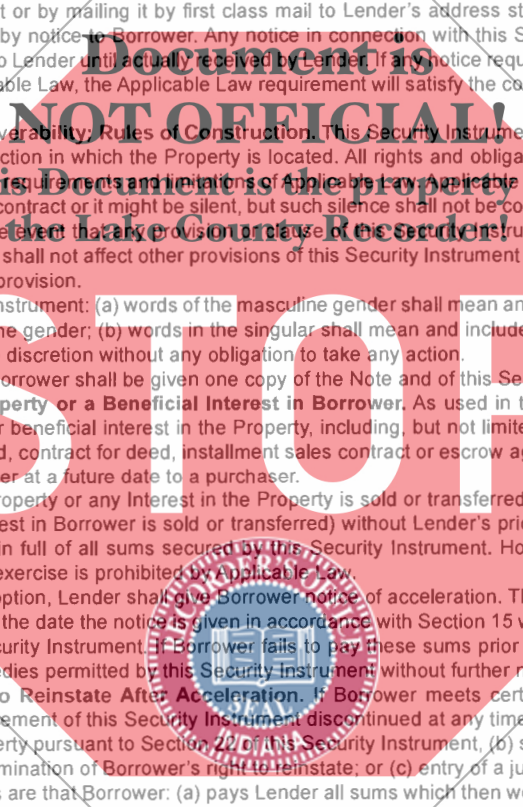 t or by mailing it by first class mail to Lender's address st
by notice to Borrower. Any notice in connection with this S
o Lender until actually received by Lender. If any notice requ
able Law, the Applicable Law requirement will satisfy the co
Document is
NOT OFFICIAL!
verability; Rules of Construction. This Security Instrume
ction in which the Property is located. All rights and obliga
requirements and limitations of Applicable Law. Applicable
is Document is the property
contract or it might be silent, but such silence shall not be co
e event that any provision or clause of this Security Instru
the Lake County Recorder!
shall not affect other provisions of this Security Instrument
provision.
nstrument: (a) words of the masculine gender shall mean an
ne gender; (b) words in the singular shall mean and include
discretion without any obligation to take any action.
STOP
orrower shall be given one copy of the Note and of this Se
perty or a Beneficial Interest in Borrower. As used in t
r beneficial interest in the Property, including, but not limite
d, contract for deed, installment sales contract or escrow ag
er at a future date to a purchaser.
roperty or any Interest in the Property is sold or transferred
est in Borrower is sold or transferred) without Lender's prio
in full of all sums secured by this Security Instrument. Ho
exercise is prohibited by Applicable Law.
ption, Lender shall give Borrower notice of acceleration. Th
the date the notice is given in accordance with Section 15 w
curity Instrument. If Borrower fails to pay these sums prior
dies permitted by this Security Instrument without further n
o Reinstate After Acceleration. If Borrower meets cert
ement of this Security Instrument discontinued at any time
erty pursuant to Section 22 of this Security Instrument, (b) s
mination of Borrower's right to reinstate; or (c) entry of a ju
s are that Borrower: (a) pays Lender all sums which then wo
SEAL
INDIANA